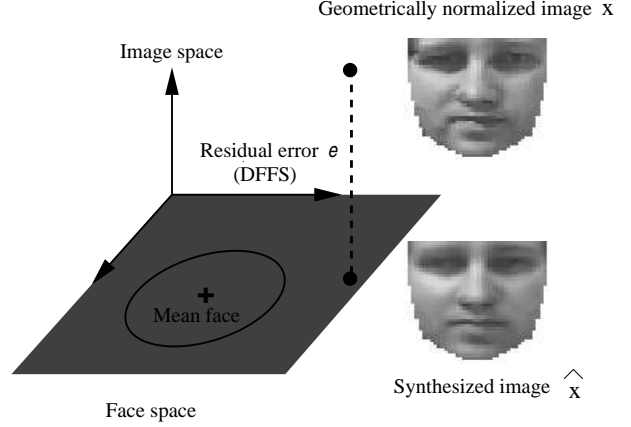 Geometrically normalized image x
Image space
Residual error e
(DFFS)
Mean face
Synthesized image x̂
Face space